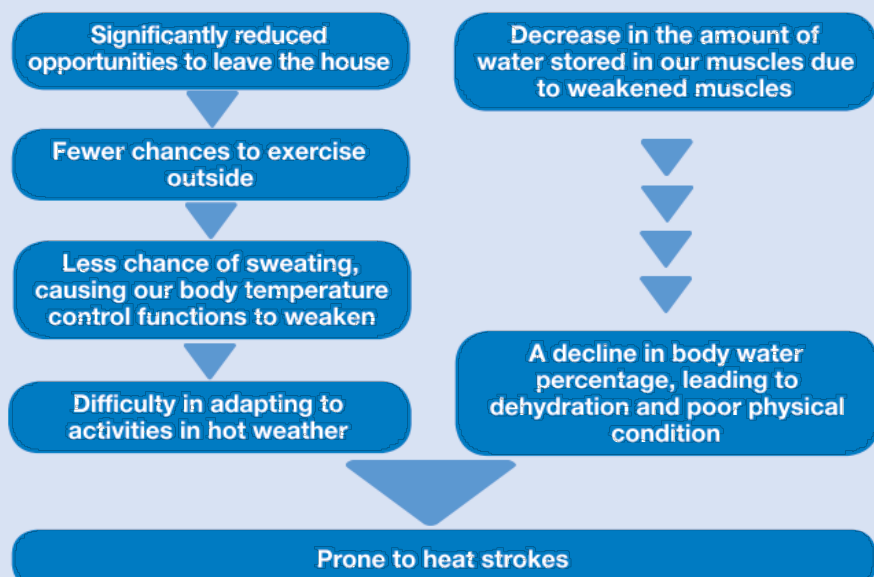 Significantly reduced
opportunities to leave the house
Fewer chances to exercise
outside
Less chance of sweating,
causing our body temperature
control functions to weaken
Difficulty in adapting to
activities in hot weather
Decrease in the amount of
water stored in our muscles due
to weakened muscles
A decline in body water
percentage, leading to
dehydration and poor physical
condition
Prone to heat strokes